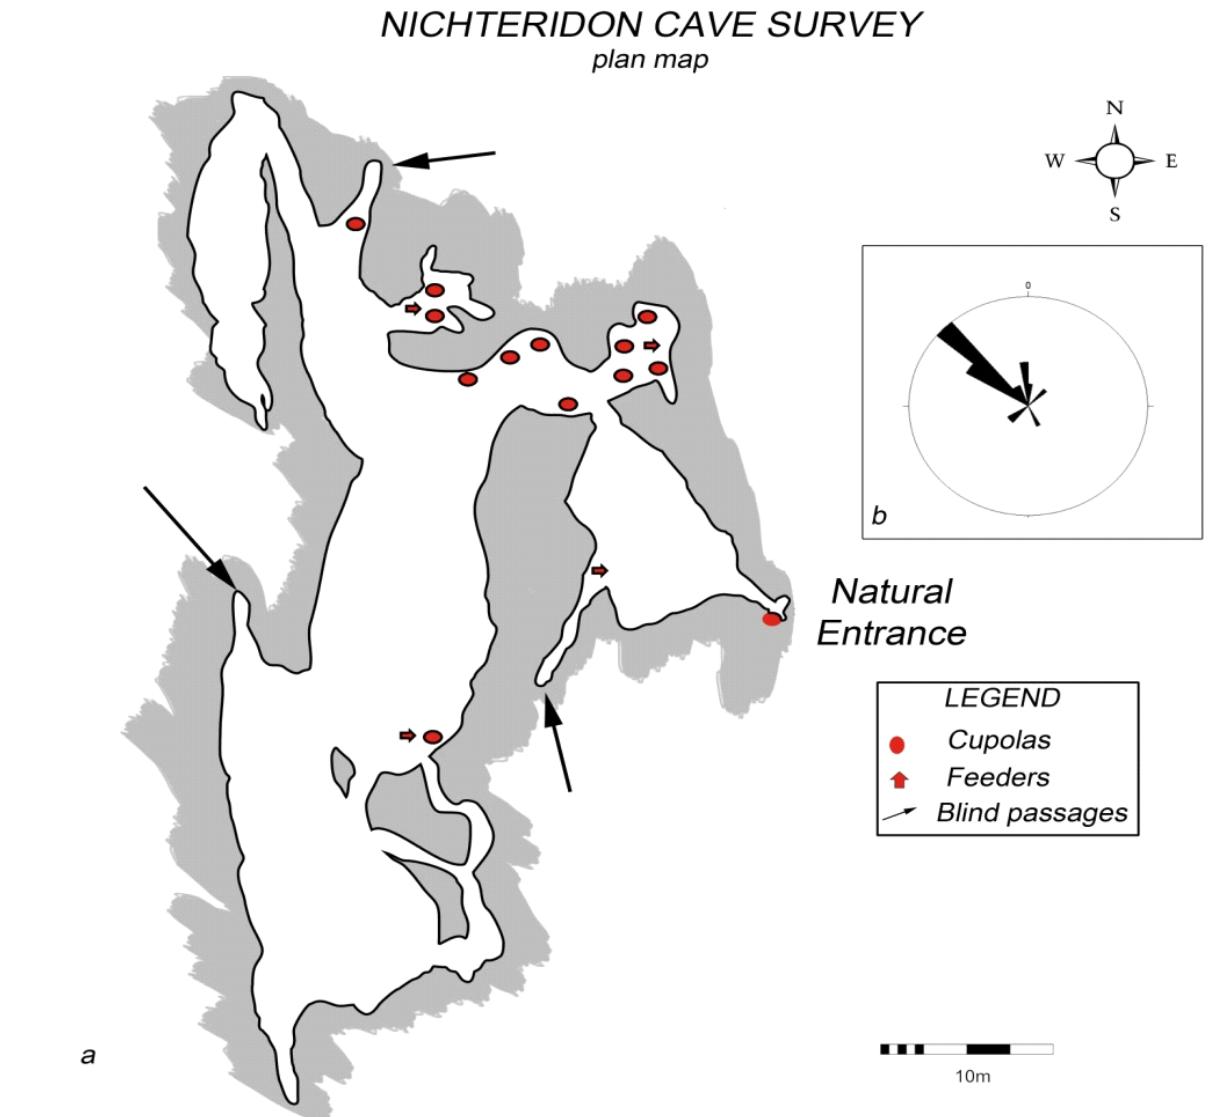 NICHTERIDON CAVE SURVEY
plan map
N
W E
S
0
b
Natural
Entrance
LEGEND
Cupolas
Feeders
Blind passages
a
10m